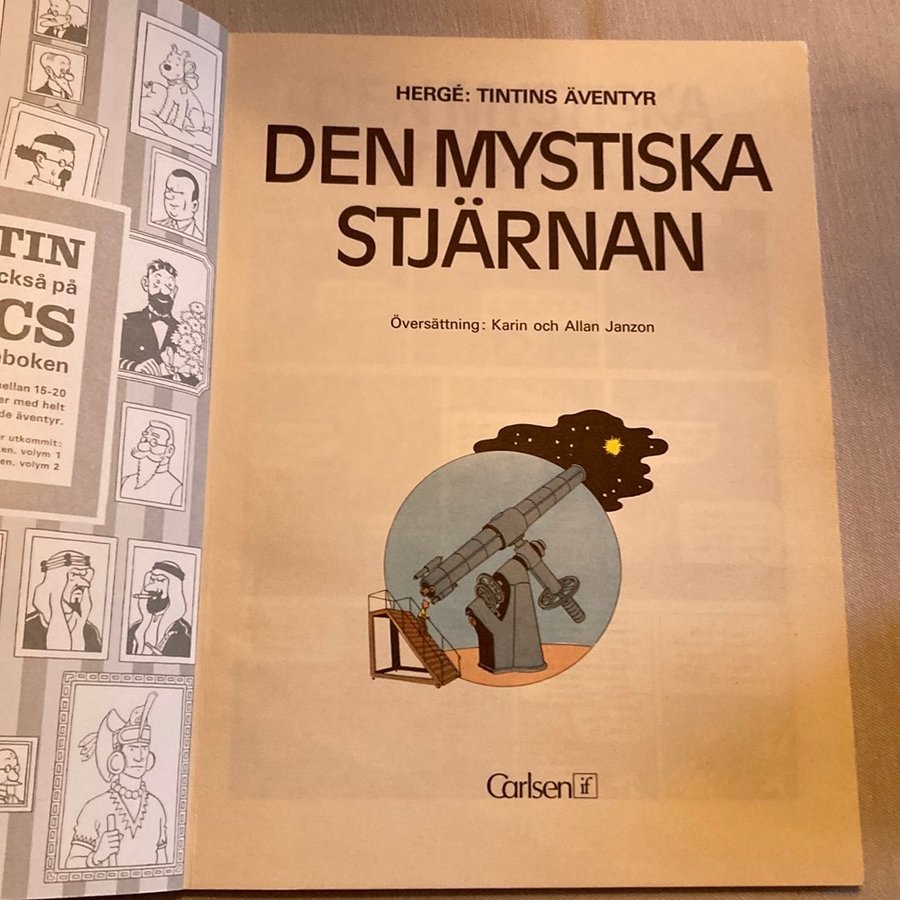 TIN
också på
CS
eboken
mellan 15-20
er med helt
de äventyr.
r utkommit:
ken, volym 1
en, volym 2
HERGÉ: TINTINS ÄVENTYR
DEN MYSTISKA
STJÄRNAN
Översättning: Karin och Allan Janzon
Carlsen if